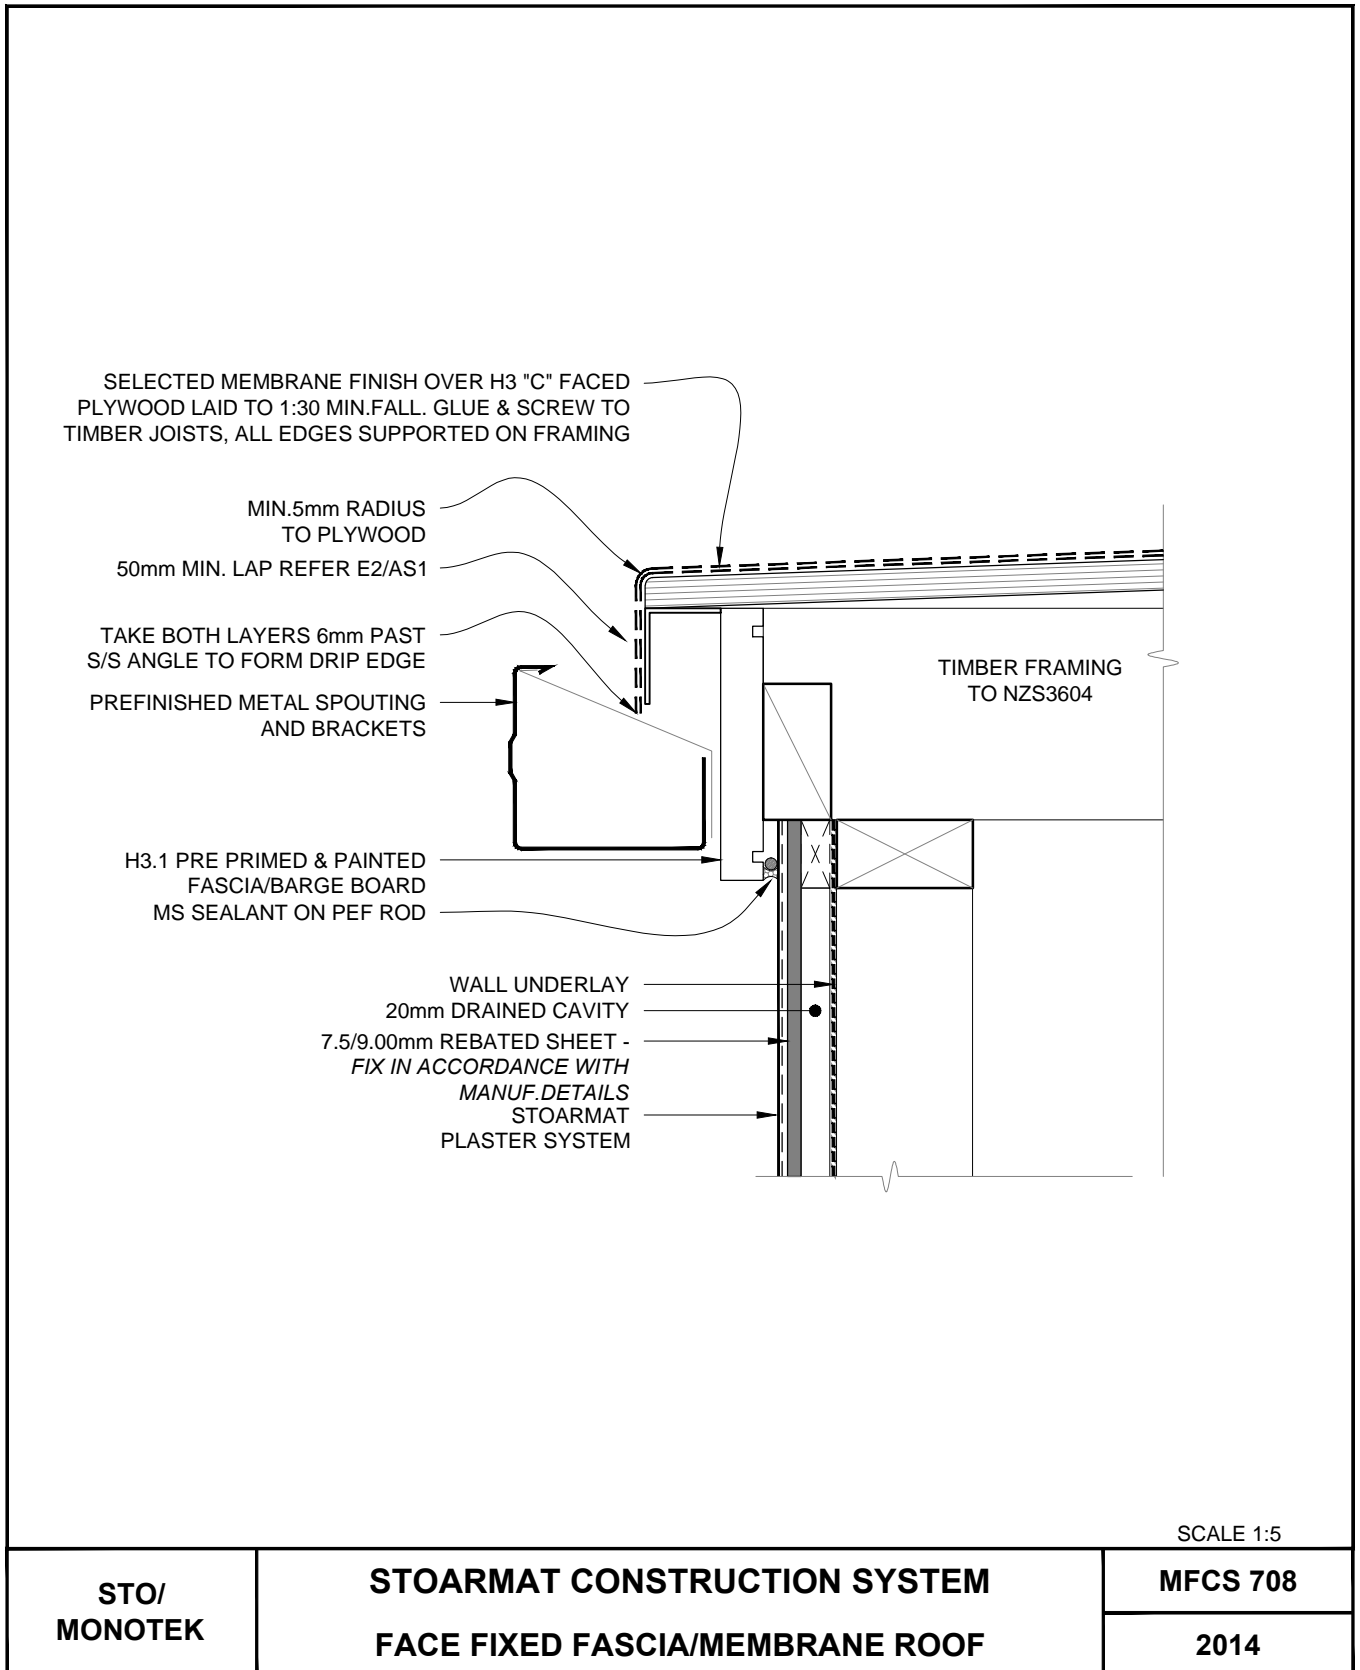 SELECTED MEMBRANE FINISH OVER H3 "C" FACED
PLYWOOD LAID TO 1:30 MIN.FALL. GLUE & SCREW TO
TIMBER JOISTS, ALL EDGES SUPPORTED ON FRAMING
MIN.5mm RADIUS
TO PLYWOOD
50mm MIN. LAP REFER E2/AS1
TAKE BOTH LAYERS 6mm PAST
S/S ANGLE TO FORM DRIP EDGE
PREFINISHED METAL SPOUTING
AND BRACKETS
TIMBER FRAMING
TO NZS3604
H3.1 PRE PRIMED & PAINTED
FASCIA/BARGE BOARD
MS SEALANT ON PEF ROD
WALL UNDERLAY
20mm DRAINED CAVITY
7.5/9.00mm REBATED SHEET -
FIX IN ACCORDANCE WITH
MANUF.DETAILS
STOARMAT
PLASTER SYSTEM
SCALE 1:5
STO/
MONOTEK
STOARMAT CONSTRUCTION SYSTEM
FACE FIXED FASCIA/MEMBRANE ROOF
MFCS 708
2014